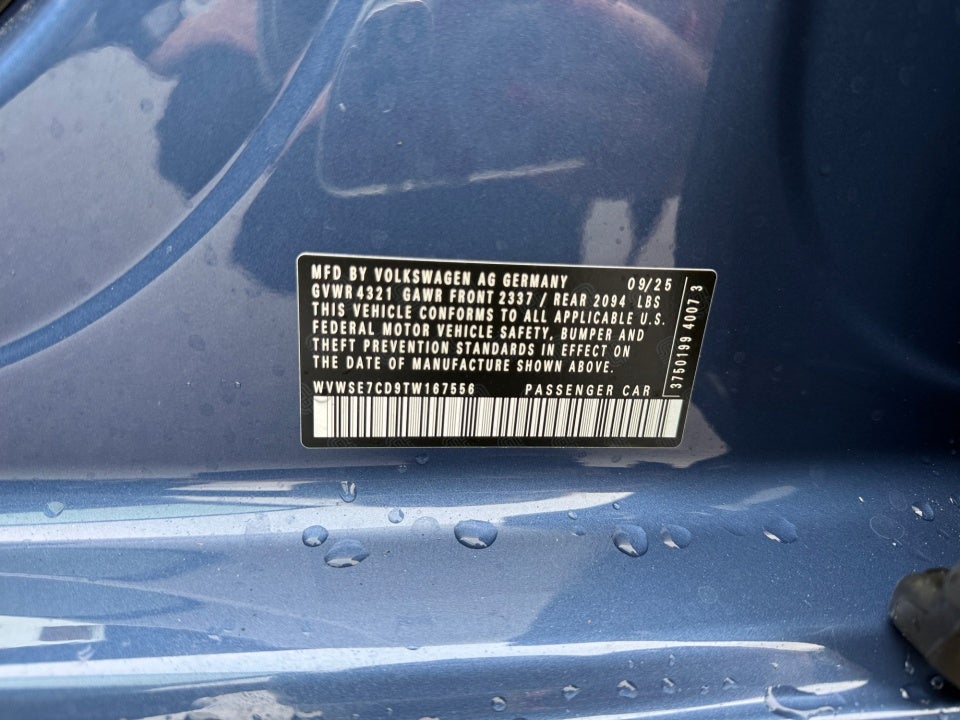 MFD BY VOLKSWAGEN AG GERMANY 09/25
GVWR 4321 GAWR FRONT 2337 / REAR 2094 LBS
THIS VEHICLE CONFORMS TO ALL APPLICABLE U.S.
FEDERAL MOTOR VEHICLE SAFETY, BUMPER AND
THEFT PREVENTION STANDARDS IN EFFECT ON
THE DATE OF MANUFACTURE SHOWN ABOVE.
WVWSE7CD9TW167556 PASSENGER CAR
3750199 4007 3